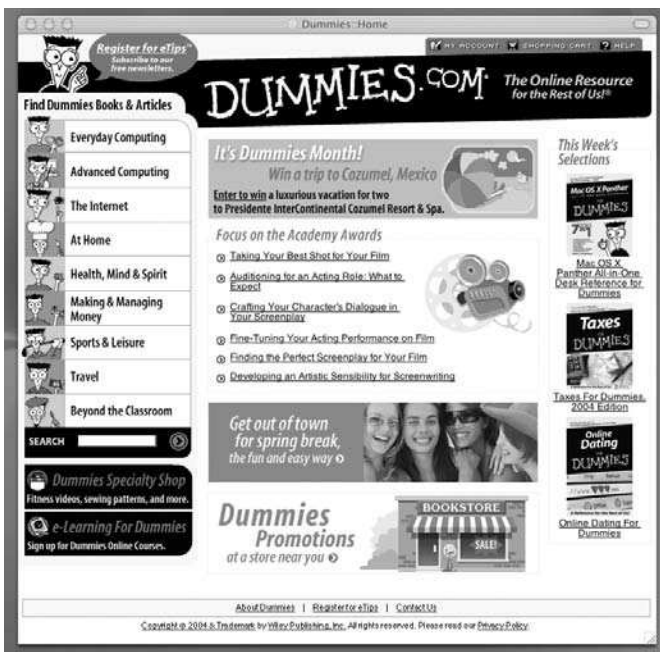 Dummies::Home
Register for eTips™
Subscribe to our
free newsletters.
MY ACCOUNT
SHOPPING CART
? HELP
DUMMIES.COM
The Online Resource
for the Rest of Us!®
Find Dummies Books & Articles
Everyday Computing
Advanced Computing
The Internet
At Home
Health, Mind & Spirit
Making & Managing
Money
Sports & Leisure
Travel
Beyond the Classroom
SEARCH
Dummies Specialty Shop
Fitness videos, sewing patterns, and more.
e-Learning For Dummies
Sign up for Dummies Online Courses.
It's Dummies Month!
Win a trip to Cozumel, Mexico
Enter to win a luxurious vacation for two
to Presidente InterContinental Cozumel Resort & Spa.
Focus on the Academy Awards
Taking Your Best Shot for Your Film
Auditioning for an Acting Role: What to
Expect
Crafting Your Character's Dialogue in
Your Screenplay
Fine-Tuning Your Acting Performance on Film
Finding the Perfect Screenplay for Your Film
Developing an Artistic Sensibility for Screenwriting
Get out of town
for spring break,
the fun and easy way
Dummies
Promotions
at a store near you
BOOKSTORE
SALE!
This Week's
Selections
Mac OS X Panther
DUMMIES
Mac OS X
Panther All-in-One
Desk Reference for
Dummies
Taxes
DUMMIES
Taxes For Dummies,
2004 Edition
Online
Dating
DUMMIES
Online Dating For
Dummies
About Dummies | Register for eTips | Contact Us
Copyright © 2004 & Trademark by Wiley Publishing, Inc. All rights reserved. Please read our Privacy Policy.